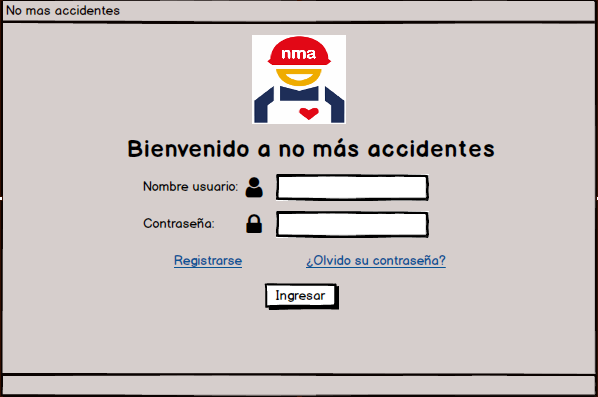 No mas accidentes
nma
Bienvenido a no más accidentes
Nombre usuario:
Contraseña:
Registrarse ¿Olvido su contraseña?
Ingresar